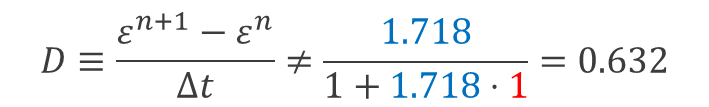 D ≡ (ε^{n+1} − ε^n) / Δt ≠ 1.718 / (1 + 1.718 · 1) = 0.632